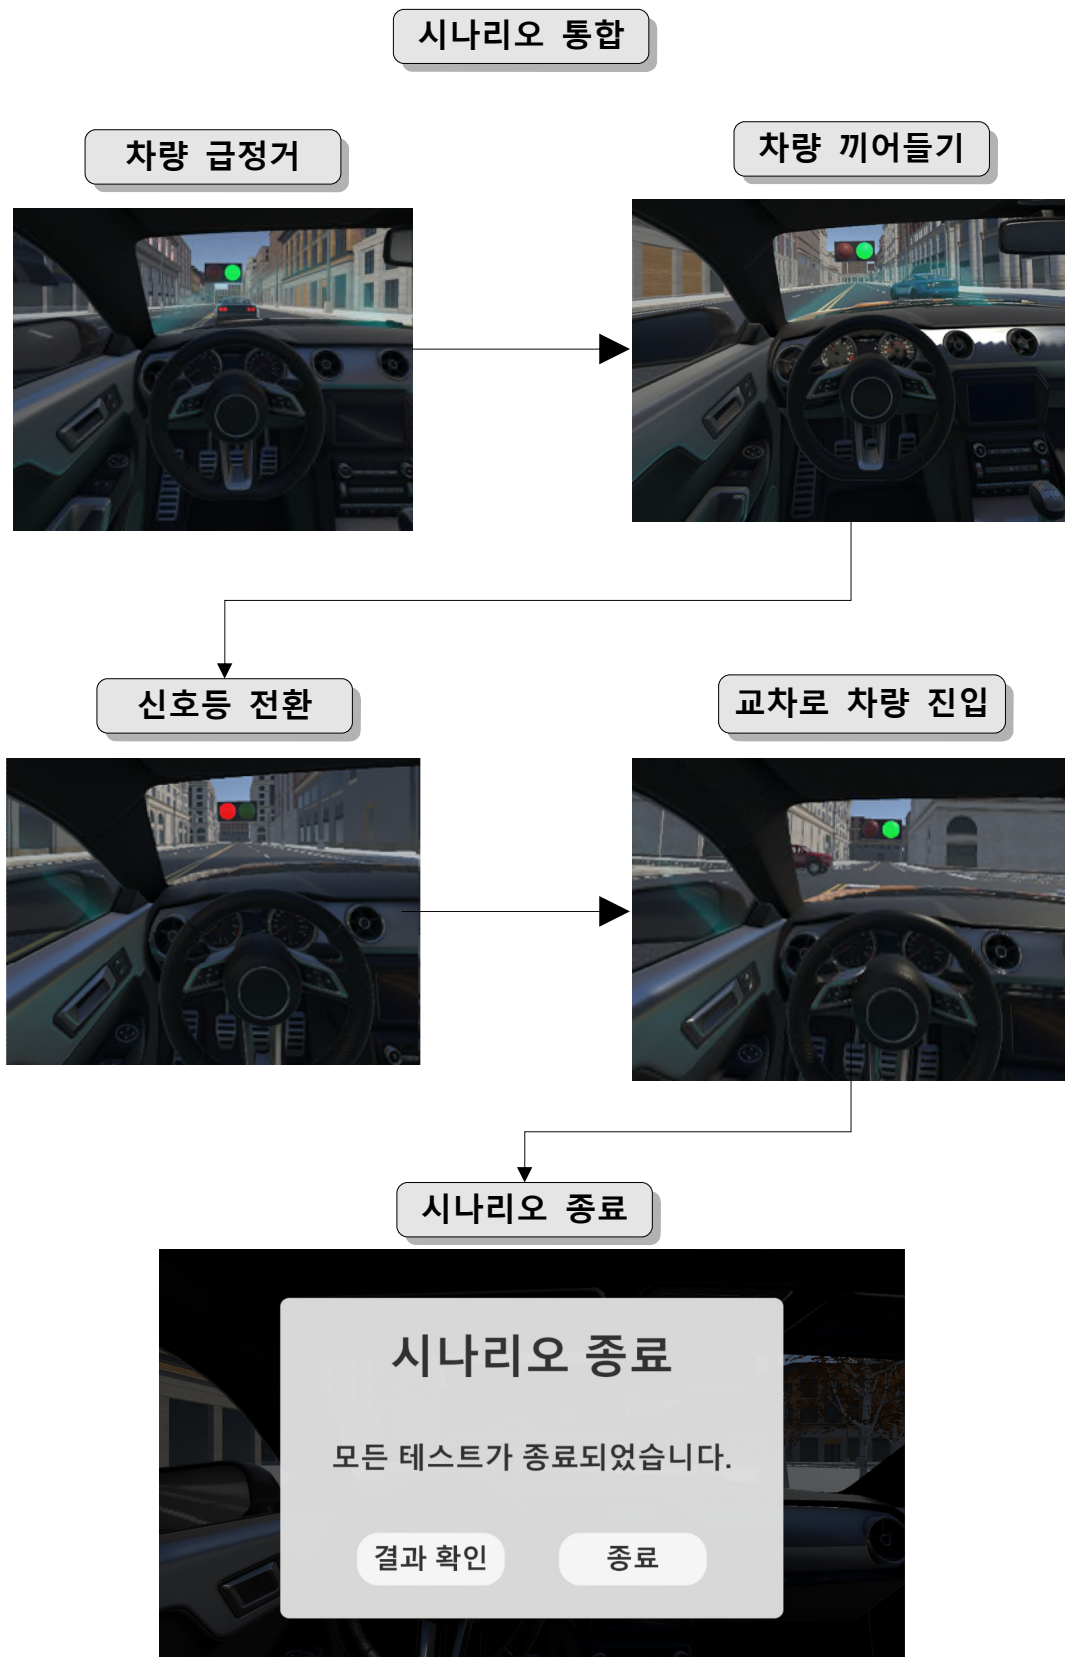 시나리오 통합
차량 급정거
차량 끼어들기
신호등 전환
교차로 차량 진입
시나리오 종료
시나리오 종료
모든 테스트가 종료되었습니다.
결과 확인
종료